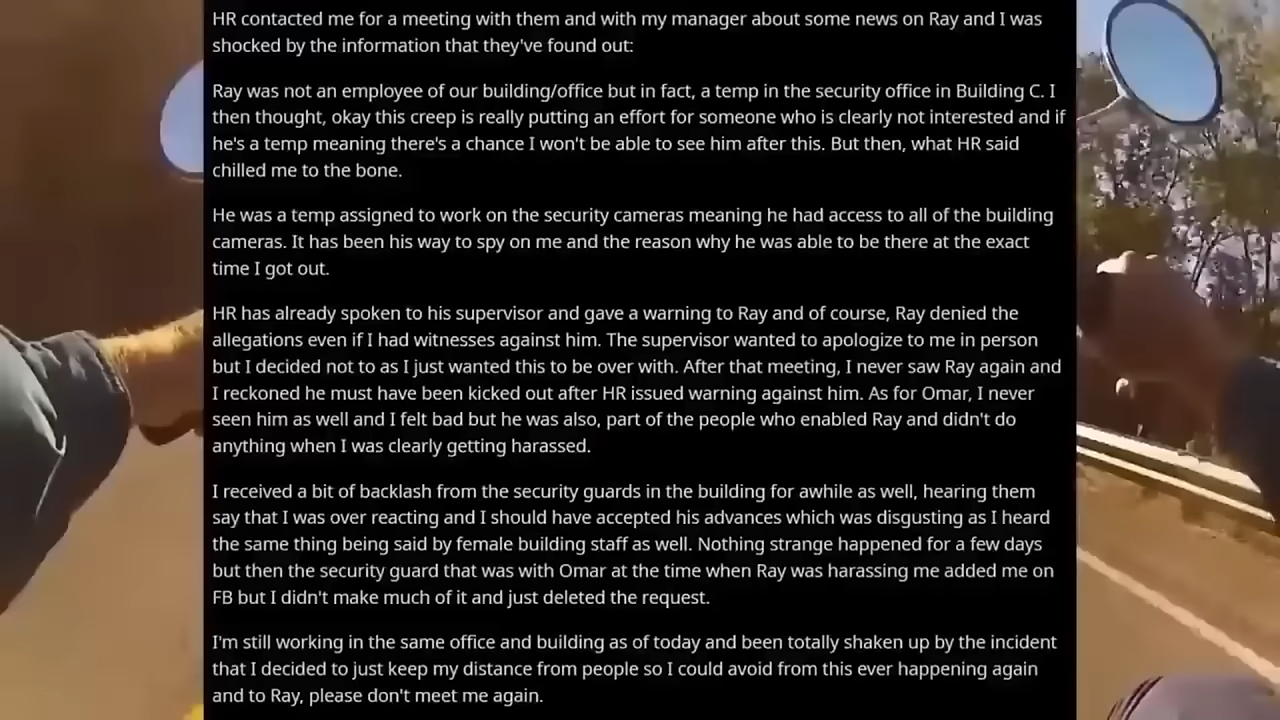 HR contacted me for a meeting with them and with my manager about some news on Ray and I was
shocked by the information that they've found out:
Ray was not an employee of our building/office but in fact, a temp in the security office in Building C. I
then thought, okay this creep is really putting an effort for someone who is clearly not interested and if
he's a temp meaning there's a chance I won't be able to see him after this. But then, what HR said
chilled me to the bone.
He was a temp assigned to work on the security cameras meaning he had access to all of the building
cameras. It has been his way to spy on me and the reason why he was able to be there at the exact
time I got out.
HR has already spoken to his supervisor and gave a warning to Ray and of course, Ray denied the
allegations even if I had witnesses against him. The supervisor wanted to apologize to me in person
but I decided not to as I just wanted this to be over with. After that meeting, I never saw Ray again and
I reckoned he must have been kicked out after HR issued warning against him. As for Omar, I never
seen him as well and I felt bad but he was also, part of the people who enabled Ray and didn't do
anything when I was clearly getting harassed.
I received a bit of backlash from the security guards in the building for awhile as well, hearing them
say that I was over reacting and I should have accepted his advances which was disgusting as I heard
the same thing being said by female building staff as well. Nothing strange happened for a few days
but then the security guard that was with Omar at the time when Ray was harassing me added me on
FB but I didn't make much of it and just deleted the request.
I'm still working in the same office and building as of today and been totally shaken up by the incident
that I decided to just keep my distance from people so I could avoid from this ever happening again
and to Ray, please don't meet me again.